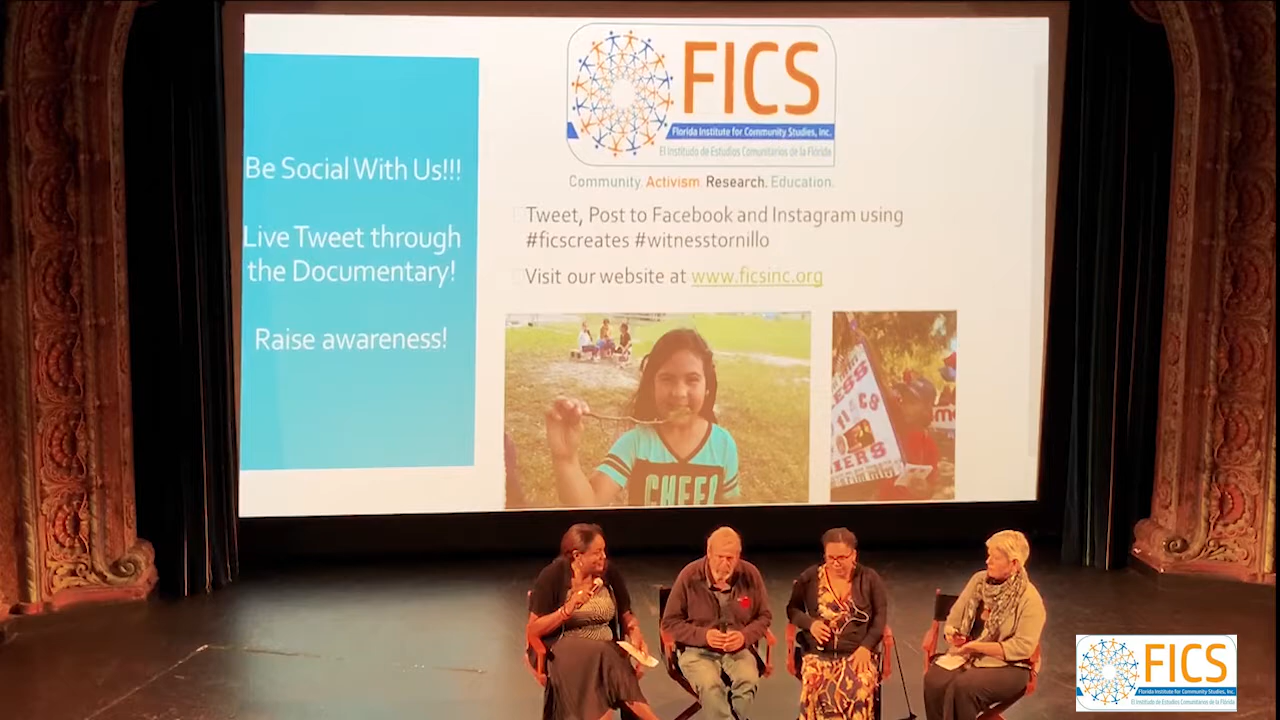 Be Social With Us!!!
Live Tweet through
the Documentary!
Raise awareness!
FICS
Florida Institute for Community Studies, Inc.
El Instituto de Estudios Comunitarios de la Flórida
Community. Activism. Research. Education.
Tweet, Post to Facebook and Instagram using
#ficscreates #witnesstornillo
Visit our website at www.ficsinc.org
CHEE
FICS
Florida Institute for Community Studies, Inc.
El Instituto de Estudios Comunitarios de la Flórida